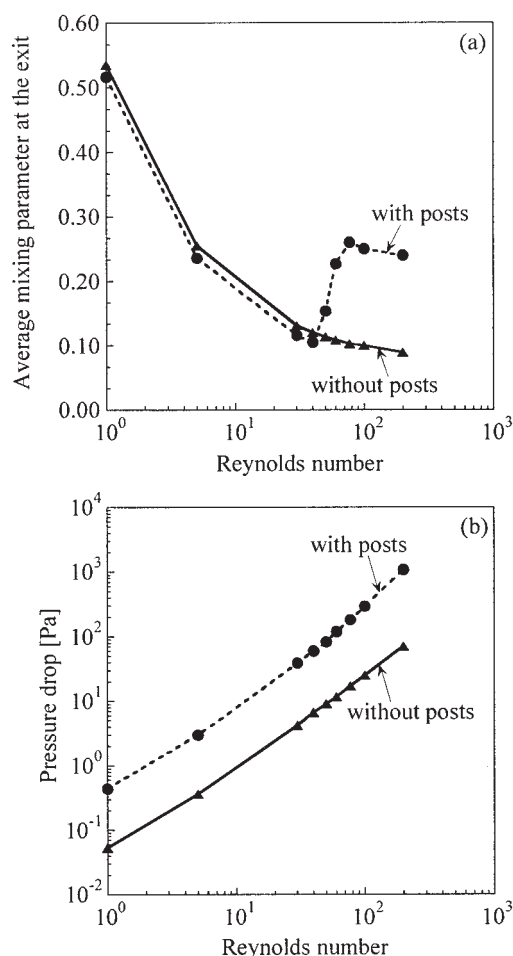 (a)
Average mixing parameter at the exit
0.60
0.50
0.40
0.30
0.20
0.10
0.00
with posts
without posts
10^0
10^1
10^2
10^3
Reynolds number
(b)
Pressure drop [Pa]
10^4
10^3
10^2
10^1
10^0
10^-1
10^-2
with posts
without posts
10^0
10^1
10^2
10^3
Reynolds number